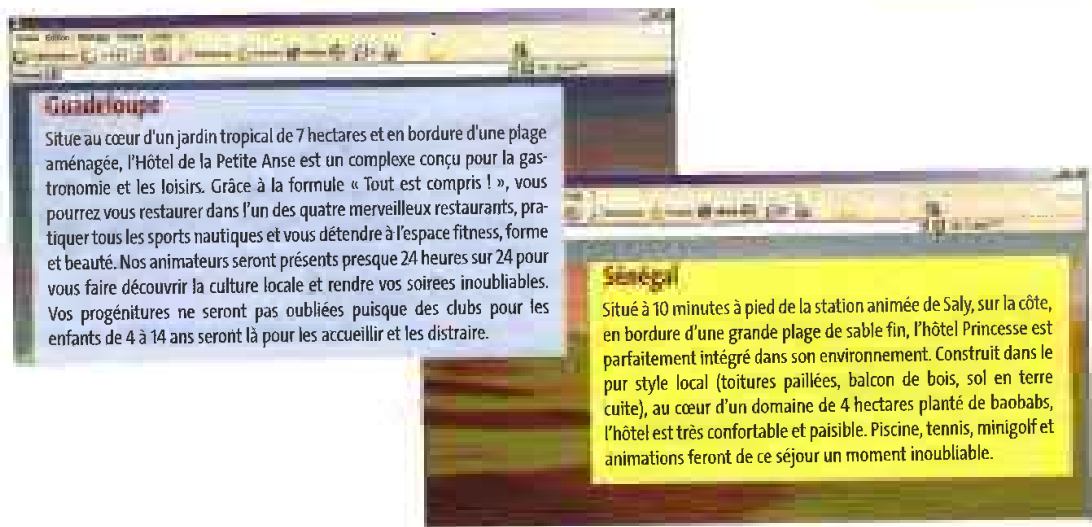 Guadeloupe
Situé au cœur d'un jardin tropical de 7 hectares et en bordure d'une plage
aménagée, l'Hôtel de la Petite Anse est un complexe conçu pour la gas-
tronomie et les loisirs. Grâce à la formule « Tout est compris ! », vous
pourrez vous restaurer dans l'un des quatre merveilleux restaurants, pra-
tiquer tous les sports nautiques et vous détendre à l'espace fitness, forme
et beauté. Nos animateurs seront présents presque 24 heures sur 24 pour
vous faire découvrir la culture locale et rendre vos soirées inoubliables.
Vos progénitures ne seront pas oubliées puisque des clubs pour les
enfants de 4 à 14 ans seront là pour les accueillir et les distraire.
Sénégal
Situé à 10 minutes à pied de la station animée de Saly, sur la côte,
en bordure d'une grande plage de sable fin, l'hôtel Princesse est
parfaitement intégré dans son environnement. Construit dans le
pur style local (toitures paillées, balcon de bois, sol en terre
cuite), au cœur d'un domaine de 4 hectares planté de baobabs,
l'hôtel est très confortable et paisible. Piscine, tennis, minigolf et
animations feront de ce séjour un moment inoubliable.